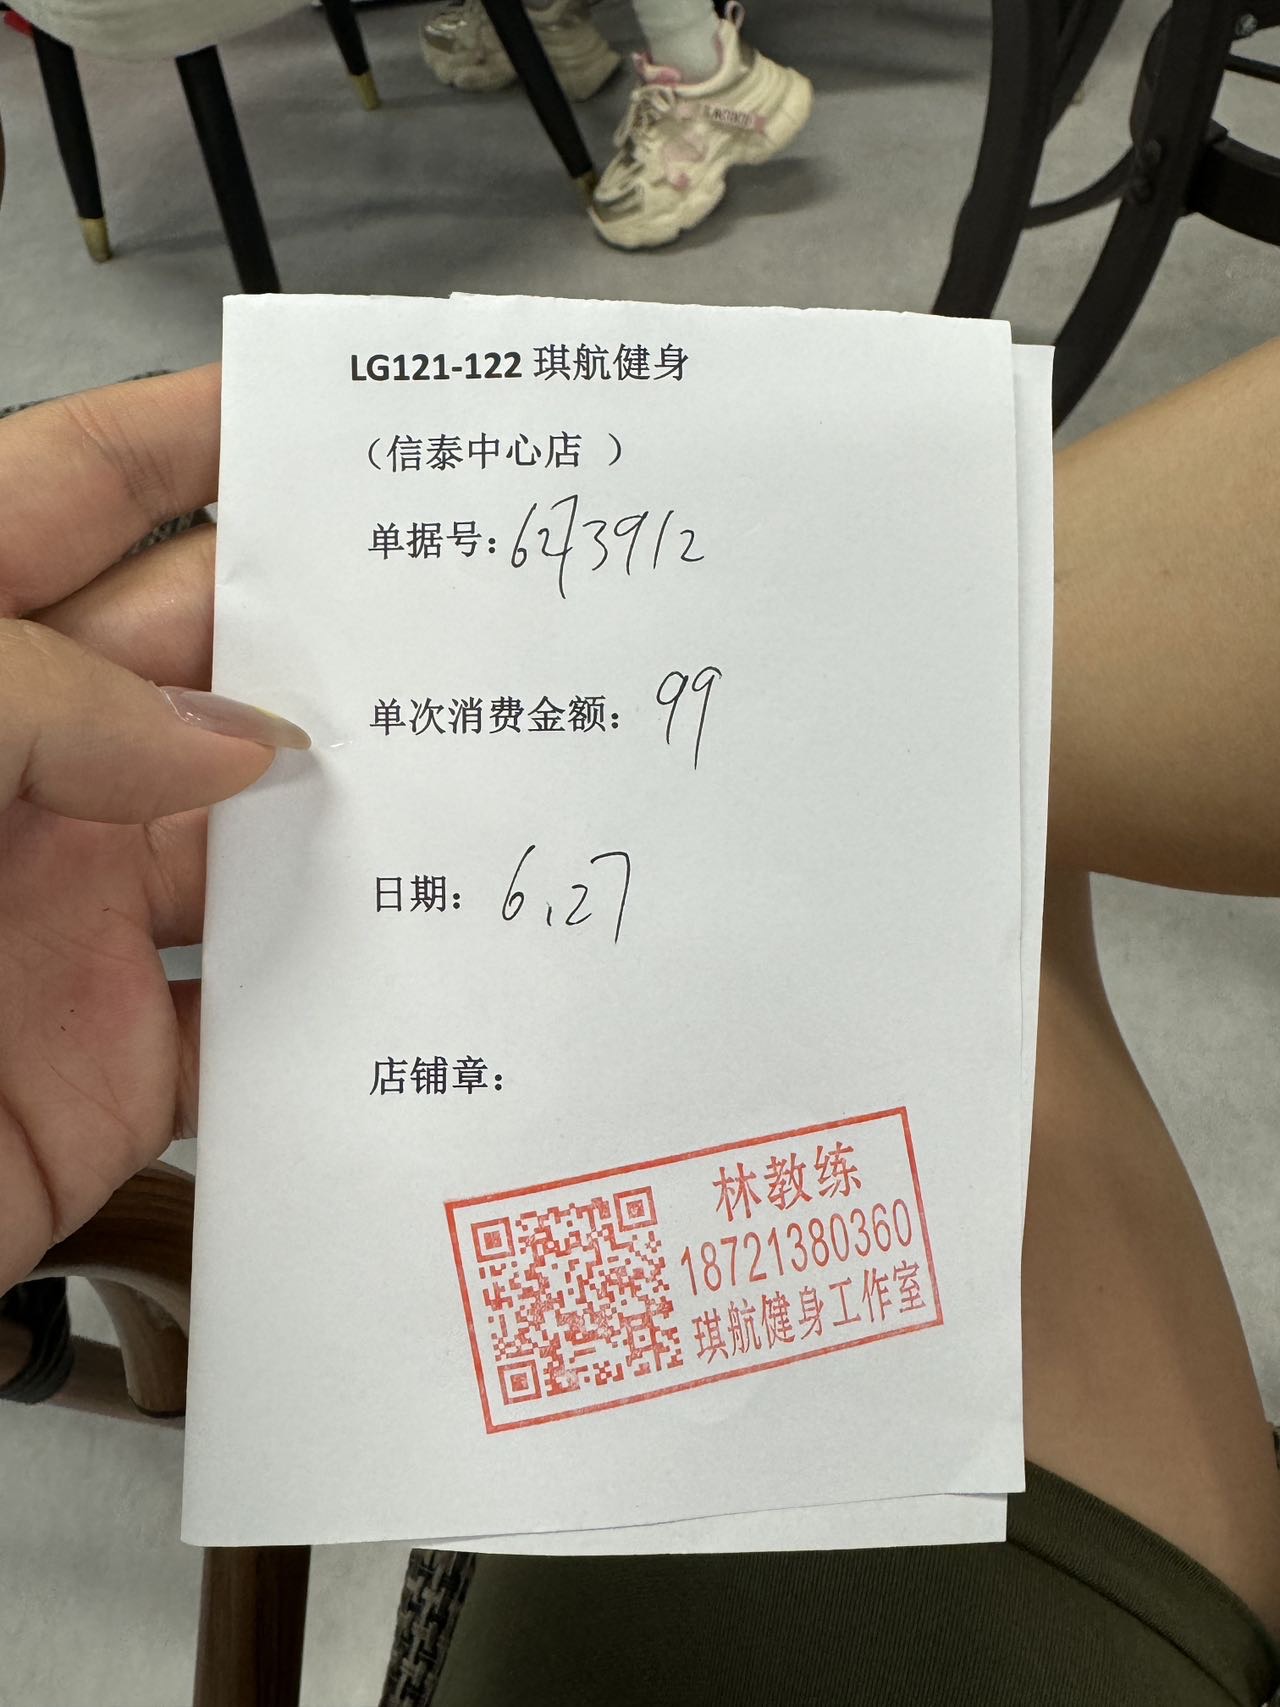 LG121-122 琪航健身
（信泰中心店 ）
单据号：6273912
单次消费金额：99
日期：6.27
店铺章：
林教练
18721380360
琪航健身工作室